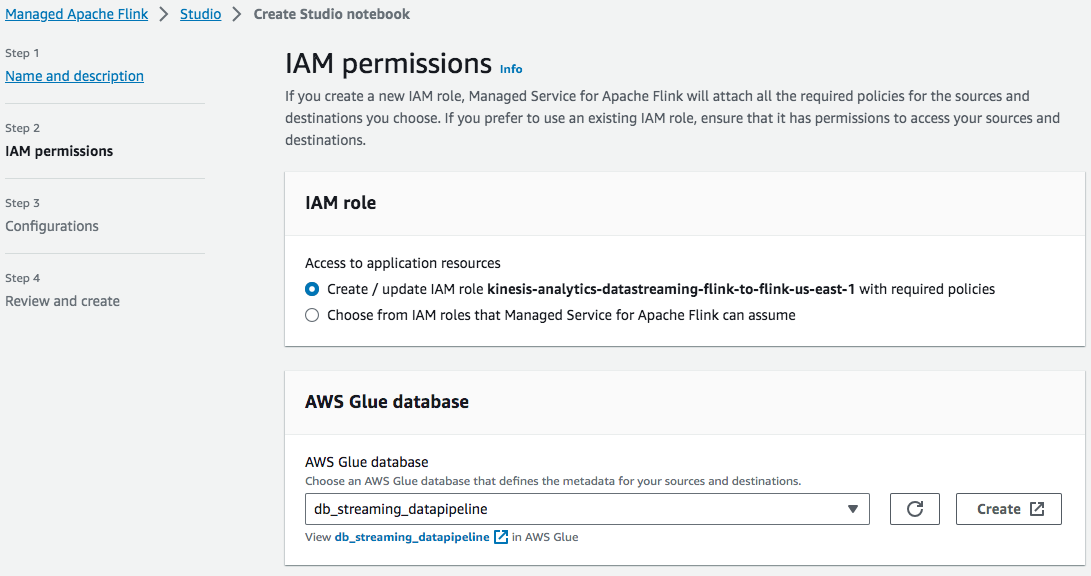 Managed Apache Flink > Studio > Create Studio notebook
Step 1
Name and description
Step 2
IAM permissions
Step 3
Configurations
Step 4
Review and create
IAM permissions Info
If you create a new IAM role, Managed Service for Apache Flink will attach all the required policies for the sources and
destinations you choose. If you prefer to use an existing IAM role, ensure that it has permissions to access your sources and
destinations.
IAM role
Access to application resources
Create / update IAM role kinesis-analytics-datastreaming-flink-to-flink-us-east-1 with required policies
Choose from IAM roles that Managed Service for Apache Flink can assume
AWS Glue database
AWS Glue database
Choose an AWS Glue database that defines the metadata for your sources and destinations.
db_streaming_datapipeline
Create
View db_streaming_datapipeline in AWS Glue